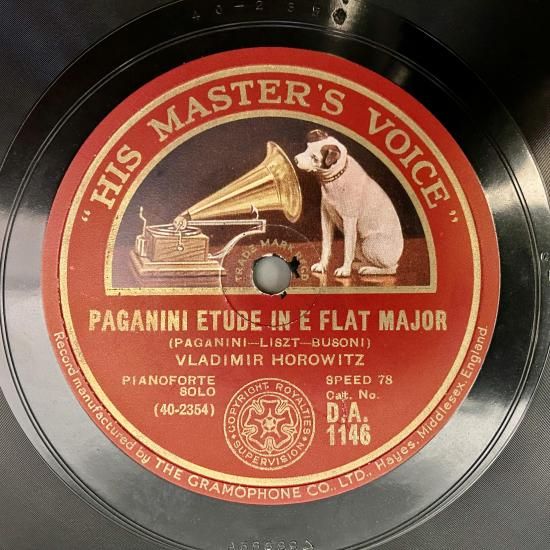 "HIS MASTER'S VOICE"
TRADE MARK
PAGANINI ETUDE IN E FLAT MAJOR
(PAGANINI—LISZT—BUSONI)
VLADIMIR HOROWITZ
PIANOFORTE
SOLO
(40-2354)
SPEED 78
Cat. No.
D.A.
1146
COPYRIGHT ROYALTIES
SUPERVISION
Record manufactured by THE GRAMOPHONE CO., LTD., Hayes, Middlesex, England.